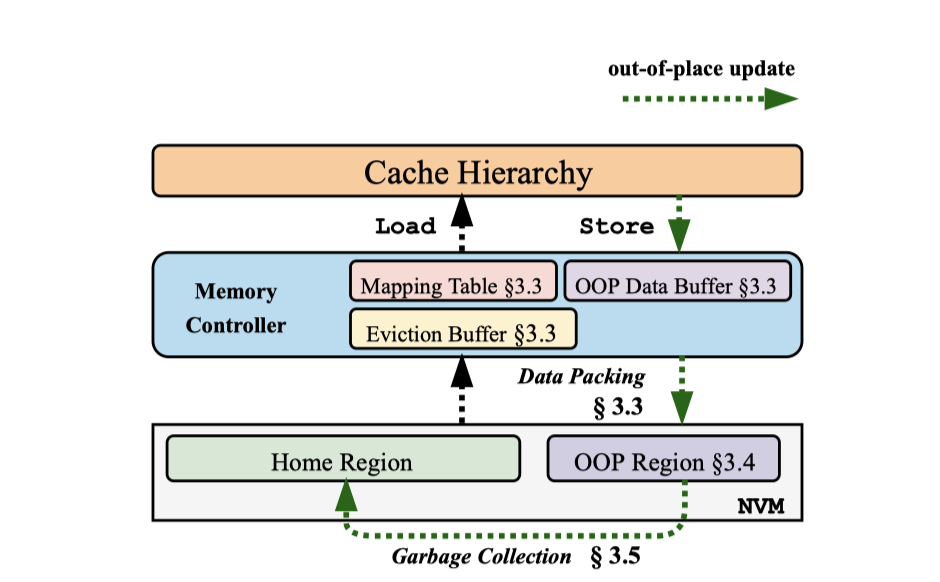 out-of-place update
Cache Hierarchy
Load
Store
Memory
Controller
Mapping Table §3.3
OOP Data Buffer §3.3
Eviction Buffer §3.3
Data Packing
§ 3.3
Home Region
OOP Region §3.4
NVM
Garbage Collection § 3.5